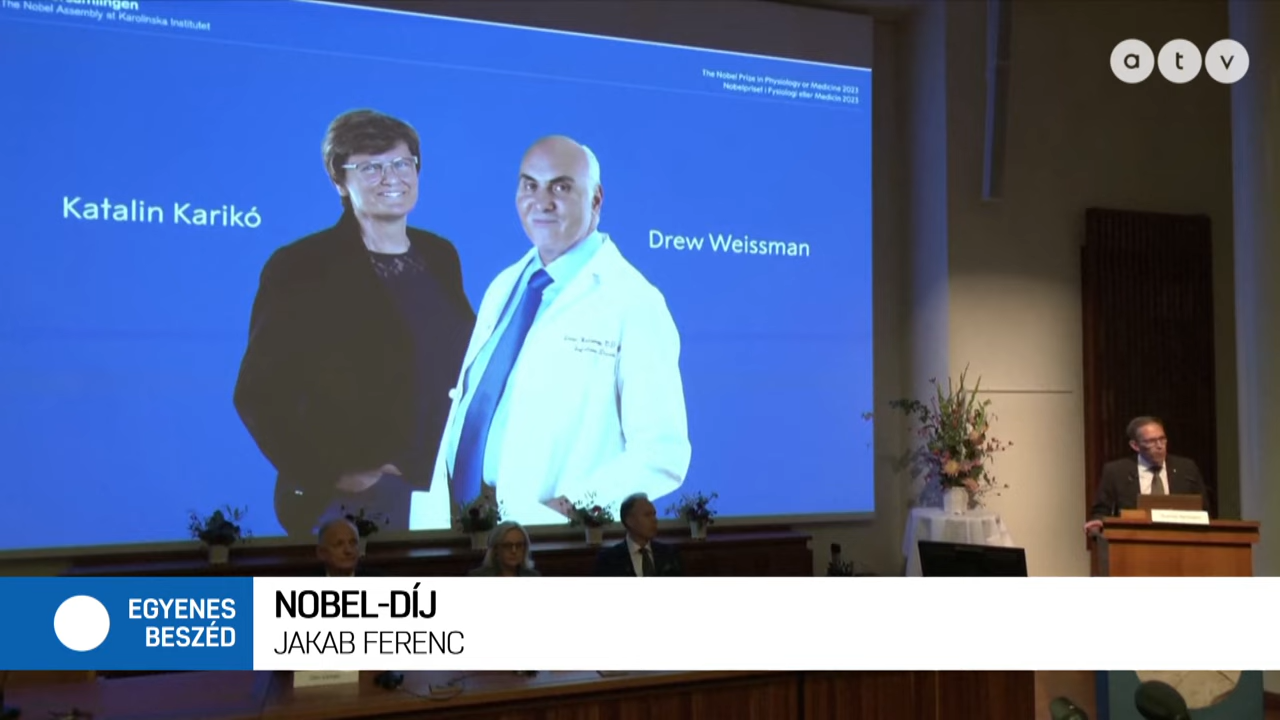 The Nobel Assembly at Karolinska Institutet
The Nobel Prize in Physiology or Medicine 2023
Nobelpriset i Fysiologi eller Medicin 2023
atv
Katalin Karikó
Drew Weissman
EGYENES
BESZÉD
NOBEL-DÍJ
JAKAB FERENC